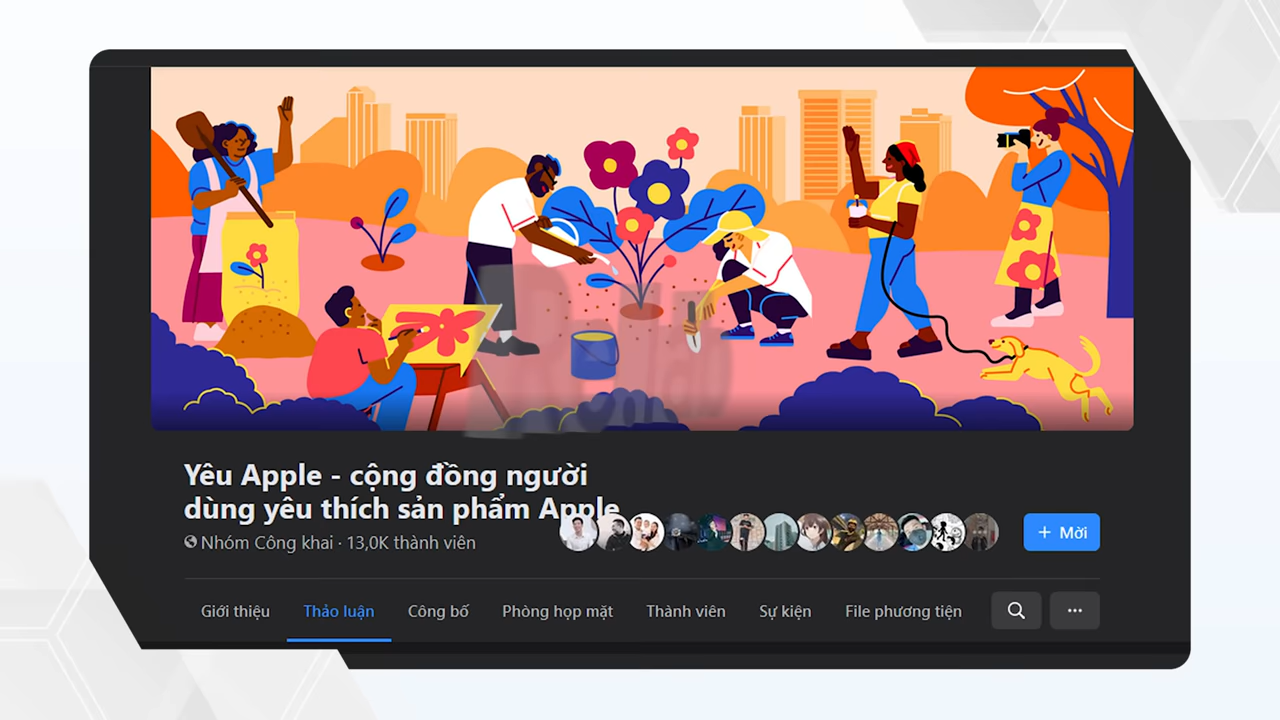 Yêu Apple - cộng đồng người
dùng yêu thích sản phẩm Apple
Nhóm Công khai · 13,0K thành viên
+ Mời
Giới thiệu
Thảo luận
Công bố
Phòng họp mặt
Thành viên
Sự kiện
File phương tiện